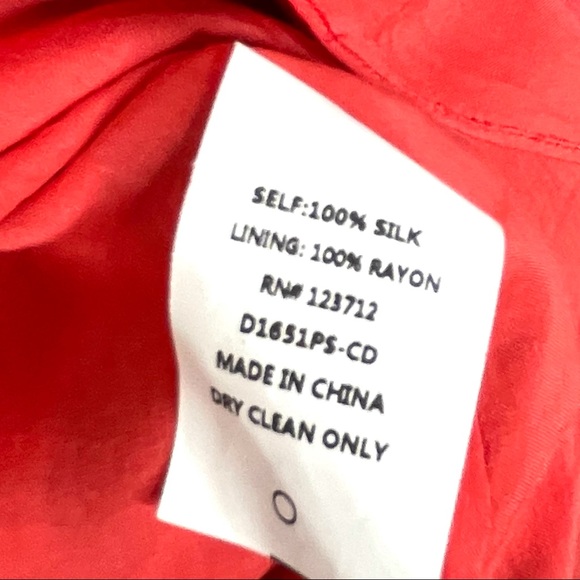 SELF:100% SILK
LINING: 100% RAYON
RN# 123712
D1651PS-CD
MADE IN CHINA
DRY CLEAN ONLY